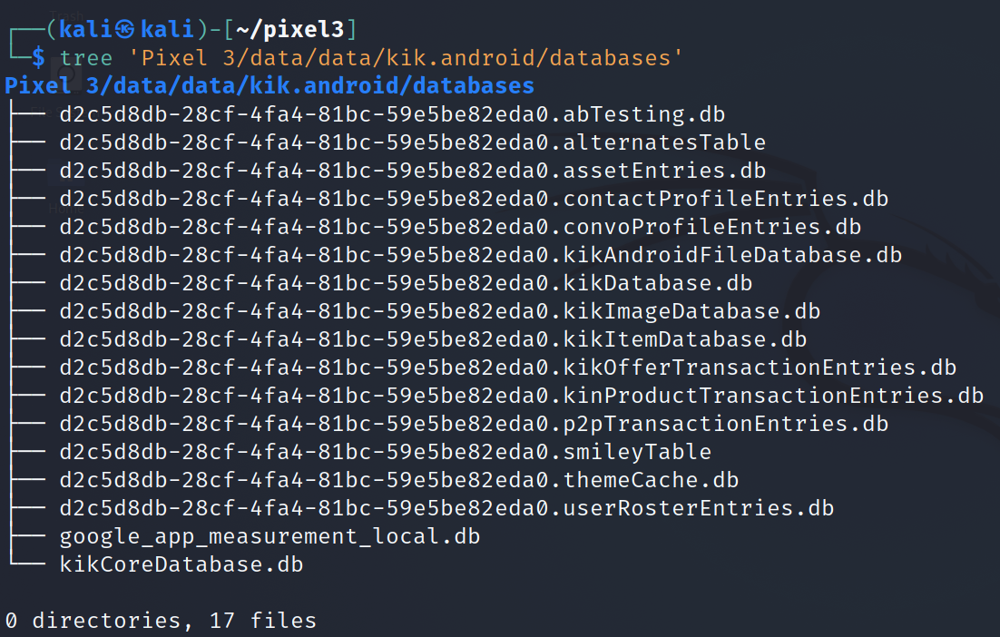 ┌──(kali㉿kali)-[~/pixel3]
└─$ tree 'Pixel 3/data/data/kik.android/databases'
Pixel 3/data/data/kik.android/databases
├── d2c5d8db-28cf-4fa4-81bc-59e5be82eda0.abTesting.db
├── d2c5d8db-28cf-4fa4-81bc-59e5be82eda0.alternatesTable
├── d2c5d8db-28cf-4fa4-81bc-59e5be82eda0.assetEntries.db
├── d2c5d8db-28cf-4fa4-81bc-59e5be82eda0.contactProfileEntries.db
├── d2c5d8db-28cf-4fa4-81bc-59e5be82eda0.convoProfileEntries.db
├── d2c5d8db-28cf-4fa4-81bc-59e5be82eda0.kikAndroidFileDatabase.db
├── d2c5d8db-28cf-4fa4-81bc-59e5be82eda0.kikDatabase.db
├── d2c5d8db-28cf-4fa4-81bc-59e5be82eda0.kikImageDatabase.db
├── d2c5d8db-28cf-4fa4-81bc-59e5be82eda0.kikItemDatabase.db
├── d2c5d8db-28cf-4fa4-81bc-59e5be82eda0.kikOfferTransactionEntries.db
├── d2c5d8db-28cf-4fa4-81bc-59e5be82eda0.kinProductTransactionEntries.db
├── d2c5d8db-28cf-4fa4-81bc-59e5be82eda0.p2pTransactionEntries.db
├── d2c5d8db-28cf-4fa4-81bc-59e5be82eda0.smileyTable
├── d2c5d8db-28cf-4fa4-81bc-59e5be82eda0.themeCache.db
├── d2c5d8db-28cf-4fa4-81bc-59e5be82eda0.userRosterEntries.db
├── google_app_measurement_local.db
└── kikCoreDatabase.db
0 directories, 17 files